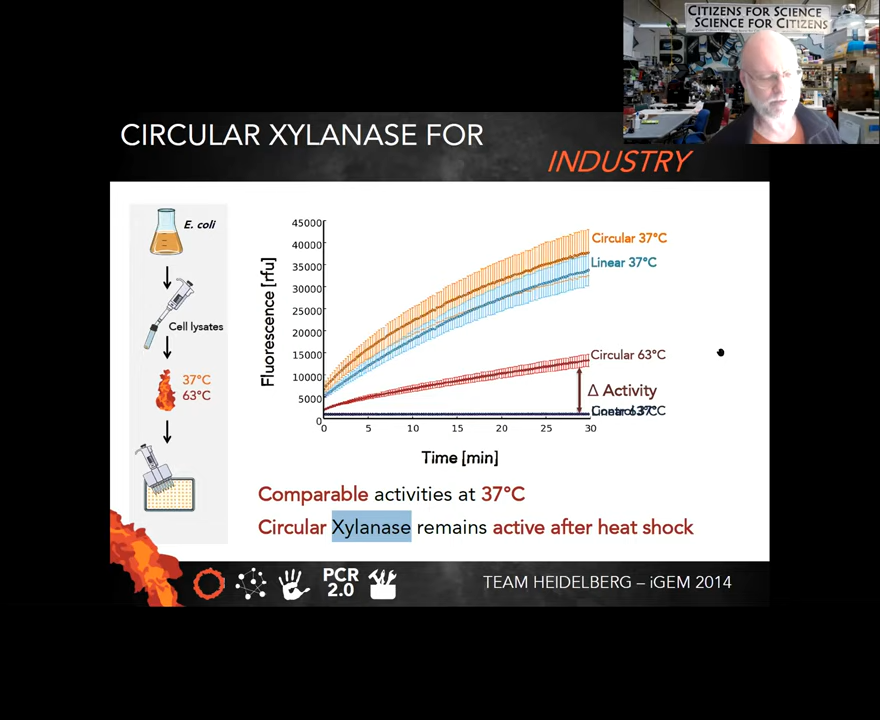 CITIZENS FOR SCIENCE
SCIENCE FOR CITIZENS
CIRCULAR XYLANASE FOR
INDUSTRY
E. coli
Cell lysates
37°C
63°C
Fluorescence [rfu]
45000
40000
35000
30000
25000
20000
15000
10000
5000
0
0 5 10 15 20 25 30
Time [min]
Circular 37°C
Linear 37°C
Circular 63°C
Δ Activity
Comparable activities at 37°C
Circular Xylanase remains active after heat shock
PCR
2.0
TEAM HEIDELBERG – iGEM 2014